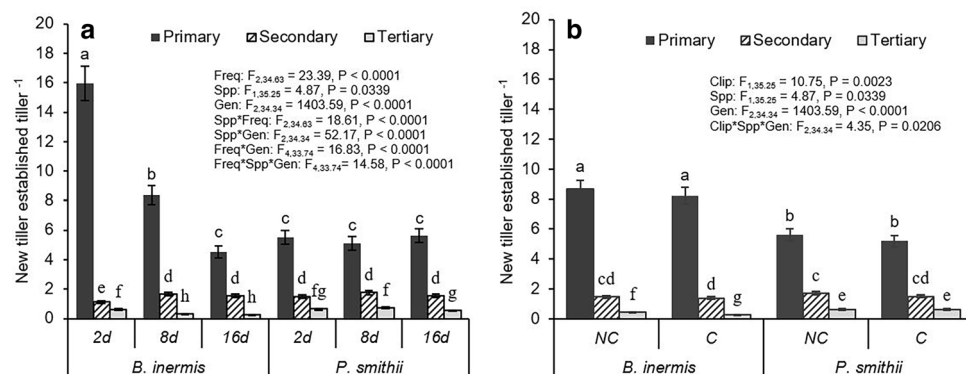 a
Primary Secondary Tertiary
New tiller established tiller -1
20
18
16
14
12
10
8
6
4
2
0
Freq: F2,34.63 = 23.39, P < 0.0001
Spp: F1,35.25 = 4.87, P = 0.0339
Gen: F2,34.34 = 1403.59, P < 0.0001
Spp*Freq: F2,34.63 = 18.61, P < 0.0001
Spp*Gen: F2,34.34 = 52.17, P < 0.0001
Freq*Gen: F4,33.74 = 16.83, P < 0.0001
Freq*Spp*Gen: F4,33.74= 14.58, P < 0.0001
a
e
f
b
d
h
c
d
h
c
d
fg
c
d
f
c
d
g
2d 8d 16d 2d 8d 16d
B. inermis P. smithii
b
Primary Secondary Tertiary
New tiller established tiller -1
20
18
16
14
12
10
8
6
4
2
0
Clip: F1,35.25 = 10.75, P = 0.0023
Spp: F1,35.25 = 4.87, P = 0.0339
Gen: F2,34.34 = 1403.59, P < 0.0001
Clip*Spp*Gen: F2,34.34 = 4.35, P = 0.0206
a
cd
f
a
d
g
b
c
e
b
cd
e
NC C NC C
B. inermis P. smithii